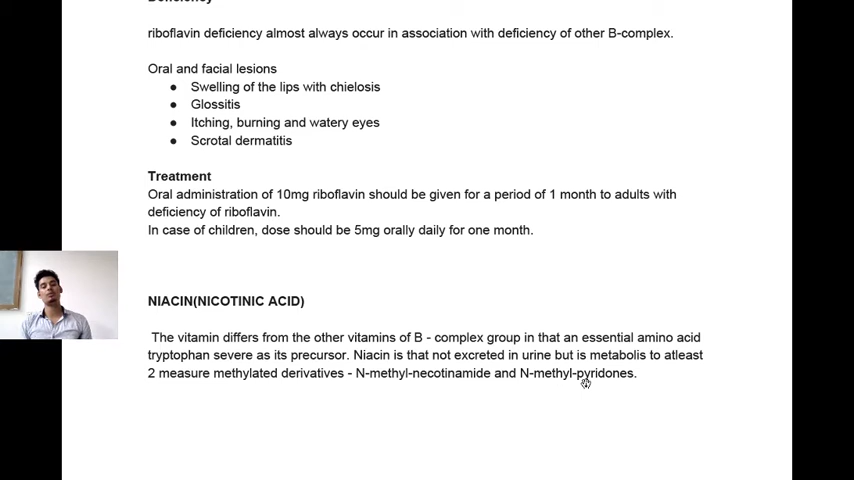 Deficiency
riboflavin deficiency almost always occur in association with deficiency of other B-complex.
Oral and facial lesions
● Swelling of the lips with chielosis
● Glossitis
● Itching, burning and watery eyes
● Scrotal dermatitis
Treatment
Oral administration of 10mg riboflavin should be given for a period of 1 month to adults with
deficiency of riboflavin.
In case of children, dose should be 5mg orally daily for one month.
NIACIN(NICOTINIC ACID)
The vitamin differs from the other vitamins of B - complex group in that an essential amino acid
tryptophan severe as its precursor. Niacin is that not excreted in urine but is metabolis to atleast
2 measure methylated derivatives - N-methyl-necotinamide and N-methyl-pyridones.